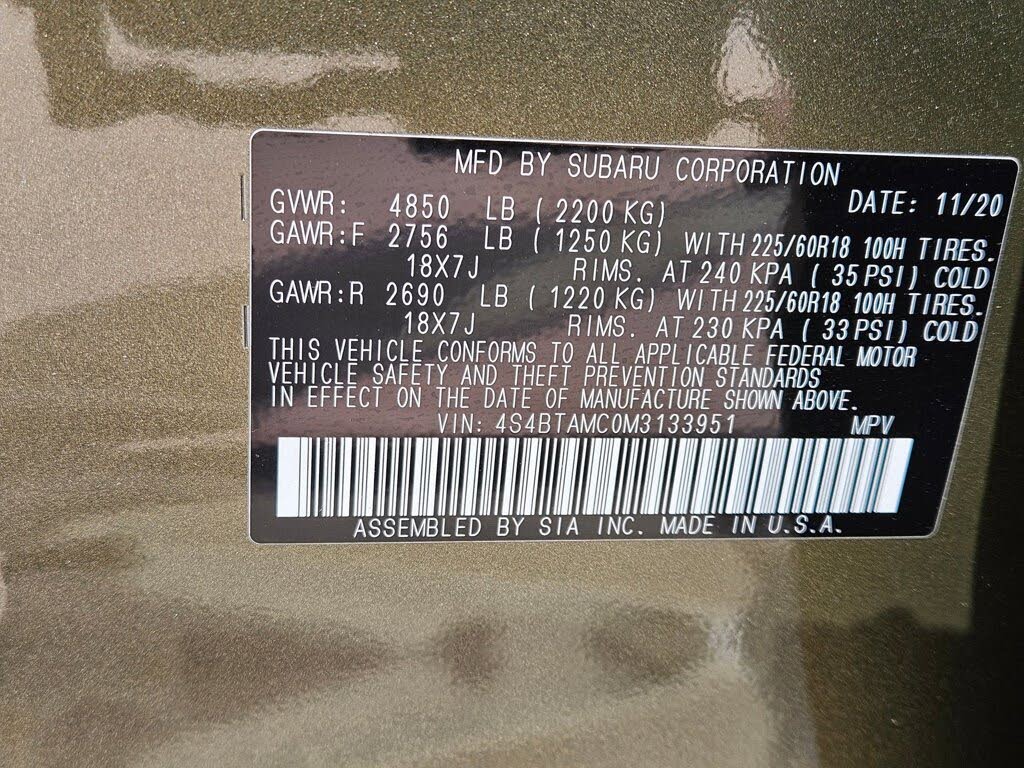 MFD BY SUBARU CORPORATION
GVWR: 4850 LB (2200 KG) DATE: 11/20
GAWR:F 2756 LB (1250 KG) WITH 225/60R18 100H TIRES.
18X7J RIMS. AT 240 KPA (35 PSI) COLD
GAWR:R 2690 LB (1220 KG) WITH 225/60R18 100H TIRES.
18X7J RIMS. AT 230 KPA (33 PSI) COLD
THIS VEHICLE CONFORMS TO ALL APPLICABLE FEDERAL MOTOR
VEHICLE SAFETY AND THEFT PREVENTION STANDARDS
IN EFFECT ON THE DATE OF MANUFACTURE SHOWN ABOVE.
VIN: 4S4BTAMC0M3133951 MPV
ASSEMBLED BY SIA INC. MADE IN U.S.A.